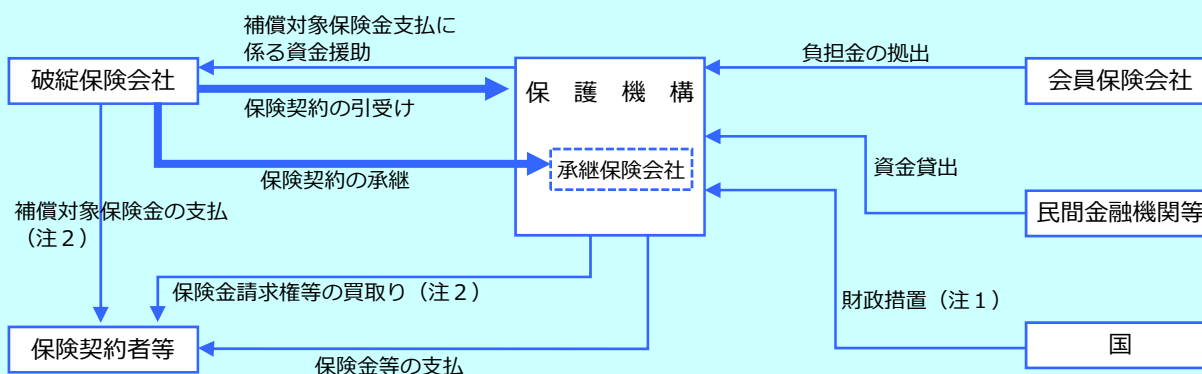 補償対象保険金支払に
係る資金援助
負担金の拠出
破綻保険会社
保護機構
会員保険会社
保険契約の引受け
承継保険会社
資金貸出
保険契約の承継
補償対象保険金の支払
（注２）
民間金融機関等
保険金請求権等の買取り（注２）
財政措置（注１）
保険契約者等
国
保険金等の支払